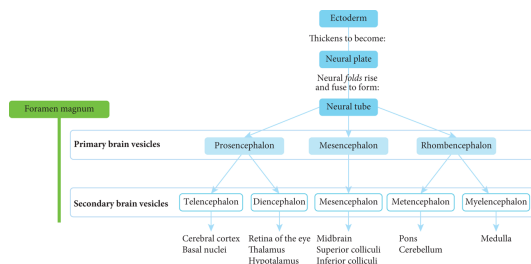 Ectoderm
Thickens to become:
Neural plate
Neural folds rise
and fuse to form:
Neural tube
Foramen magnum
Primary brain vesicles
Prosencephalon
Mesencephalon
Rhombencephalon
Secondary brain vesicles
Telencephalon
Diencephalon
Mesencephalon
Metencephalon
Myelencephalon
Cerebral cortex
Basal nuclei
Retina of the eye
Thalamus
Hypotalamus
Midbrain
Superior colliculi
Inferior colliculi
Pons
Cerebellum
Medulla